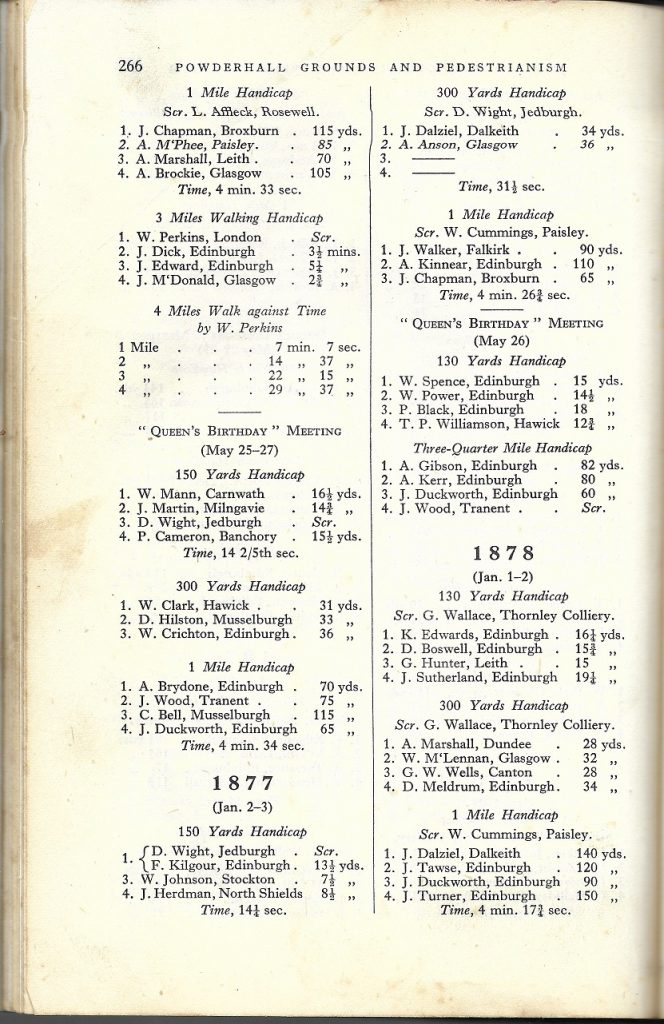 266 POWDERHALL GROUNDS AND PEDESTRIANISM
1 Mile Handicap
Scr. L. Affleck, Rosewell.
1. J. Chapman, Broxburn . 115 yds.
2. A. M‘Phee, Paisley. . 85 „
3. A. Marshall, Leith . . 70 „
4. A. Brockie, Glasgow . 105 „
Time, 4 min. 33 sec.
3 Miles Walking Handicap
1. W. Perkins, London . Scr.
2. J. Dick, Edinburgh . 3½ mins.
3. J. Edward, Edinburgh . 5¼ „
4. J. M‘Donald, Glasgow . 2¾ „
4 Miles Walk against Time
by W. Perkins
1 Mile . . . 7 min. 7 sec.
2 „ . . . 14 „ 37 „
3 „ . . . 22 „ 15 „
4 „ . . . 29 „ 37 „
“ Queen’s Birthday ” Meeting
(May 25–27)
150 Yards Handicap
1. W. Mann, Carnwath . 16½ yds.
2. J. Martin, Milngavie . 14¾ „
3. D. Wight, Jedburgh . Scr.
4. P. Cameron, Banchory . 15½ yds.
Time, 14 2/5th sec.
300 Yards Handicap
1. W. Clark, Hawick . . 31 yds.
2. D. Hilston, Musselburgh 33 „
3. W. Crichton, Edinburgh . 36 „
1 Mile Handicap
1. A. Brydone, Edinburgh . 70 yds.
2. J. Wood, Tranent . . 75 „
3. C. Bell, Musselburgh . 115 „
4. J. Duckworth, Edinburgh 65 „
Time, 4 min. 34 sec.
1877
(Jan. 2–3)
150 Yards Handicap
1. { D. Wight, Jedburgh . Scr.
F. Kilgour, Edinburgh . 13½ yds.
3. W. Johnson, Stockton . 7½ „
4. J. Herdman, North Shields 8½ „
Time, 14¼ sec.
300 Yards Handicap
Scr. D. Wight, Jedburgh.
1. J. Dalziel, Dalkeith . 34 yds.
2. A. Anson, Glasgow . 36 „
3. ——
4. ——
Time, 31½ sec.
1 Mile Handicap
Scr. W. Cummings, Paisley.
1. J. Walker, Falkirk . . 90 yds.
2. A. Kinnear, Edinburgh . 110 „
3. J. Chapman, Broxburn . 65 „
Time, 4 min. 26¾ sec.
“ Queen’s Birthday ” Meeting
(May 26)
130 Yards Handicap
1. W. Spence, Edinburgh . 15 yds.
2. W. Power, Edinburgh . 14½ „
3. P. Black, Edinburgh . 18 „
4. T. P. Williamson, Hawick 12¾ „
Three-Quarter Mile Handicap
1. A. Gibson, Edinburgh . 82 yds.
2. A. Kerr, Edinburgh . 80 „
3. J. Duckworth, Edinburgh 60 „
4. J. Wood, Tranent . . Scr.
1878
(Jan. 1–2)
130 Yards Handicap
Scr. G. Wallace, Thornley Colliery.
1. K. Edwards, Edinburgh . 16¼ yds.
2. D. Boswell, Edinburgh . 15¾ „
3. G. Hunter, Leith . . 15 „
4. J. Sutherland, Edinburgh 19¼ „
300 Yards Handicap
Scr. G. Wallace, Thornley Colliery.
1. A. Marshall, Dundee . 28 yds.
2. W. M‘Lennan, Glasgow . 32 „
3. G. W. Wells, Canton . 28 „
4. D. Meldrum, Edinburgh . 34 „
1 Mile Handicap
Scr. W. Cummings, Paisley.
1. J. Dalziel, Dalkeith . 140 yds.
2. J. Tawse, Edinburgh . 120 „
3. J. Duckworth, Edinburgh 90 „
4. J. Turner, Edinburgh . 150 „
Time, 4 min. 17¾ sec.